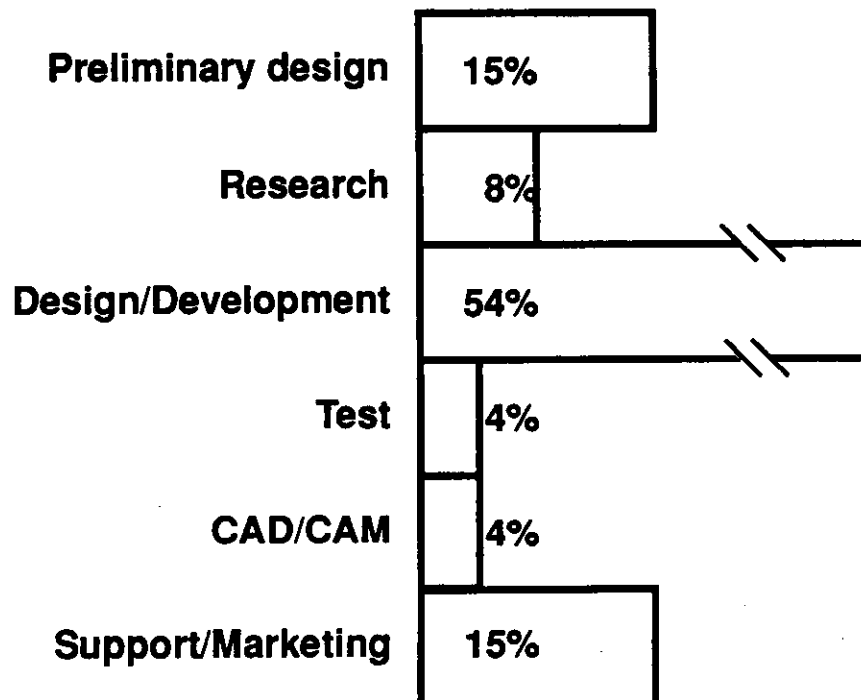 Preliminary design 15%
Research 8%
Design/Development 54%
Test 4%
CAD/CAM 4%
Support/Marketing 15%